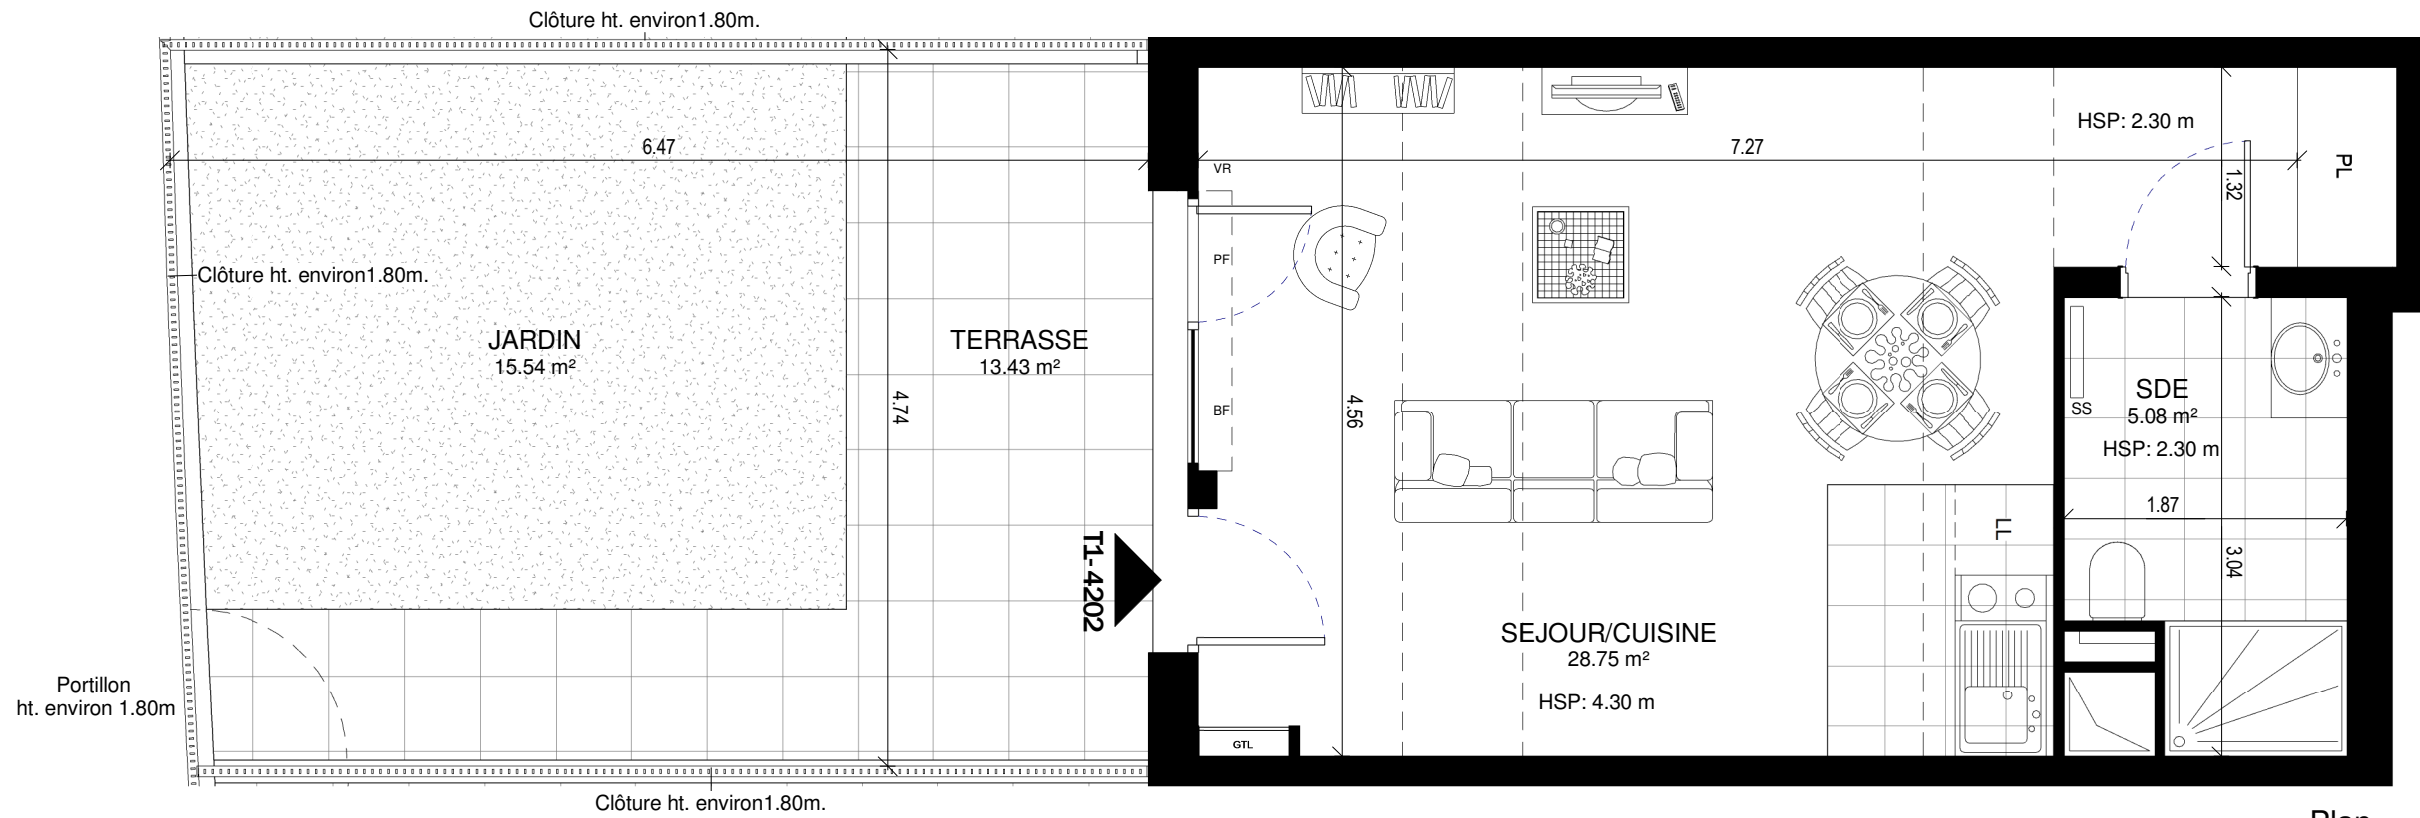 Clôture ht. environ1.80m.
6.47
7.27
HSP: 2.30 m
VR
PL
1.32
PF
Clôture ht. environ1.80m.
JARDIN
15.54 m²
TERRASSE
13.43 m²
4.74
BF
4.56
SS
SDE
5.08 m²
HSP: 2.30 m
1.87
LL
3.04
T1-4202
SEJOUR/CUISINE
28.75 m²
HSP: 4.30 m
Portillon
ht. environ 1.80m
GTL
Clôture ht. environ1.80m.
Plan